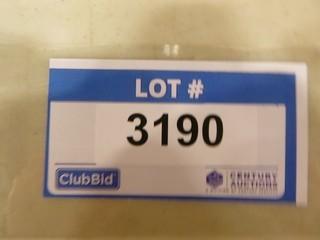 LOT #
3190
ClubBid
CENTURY
AUCTIONS